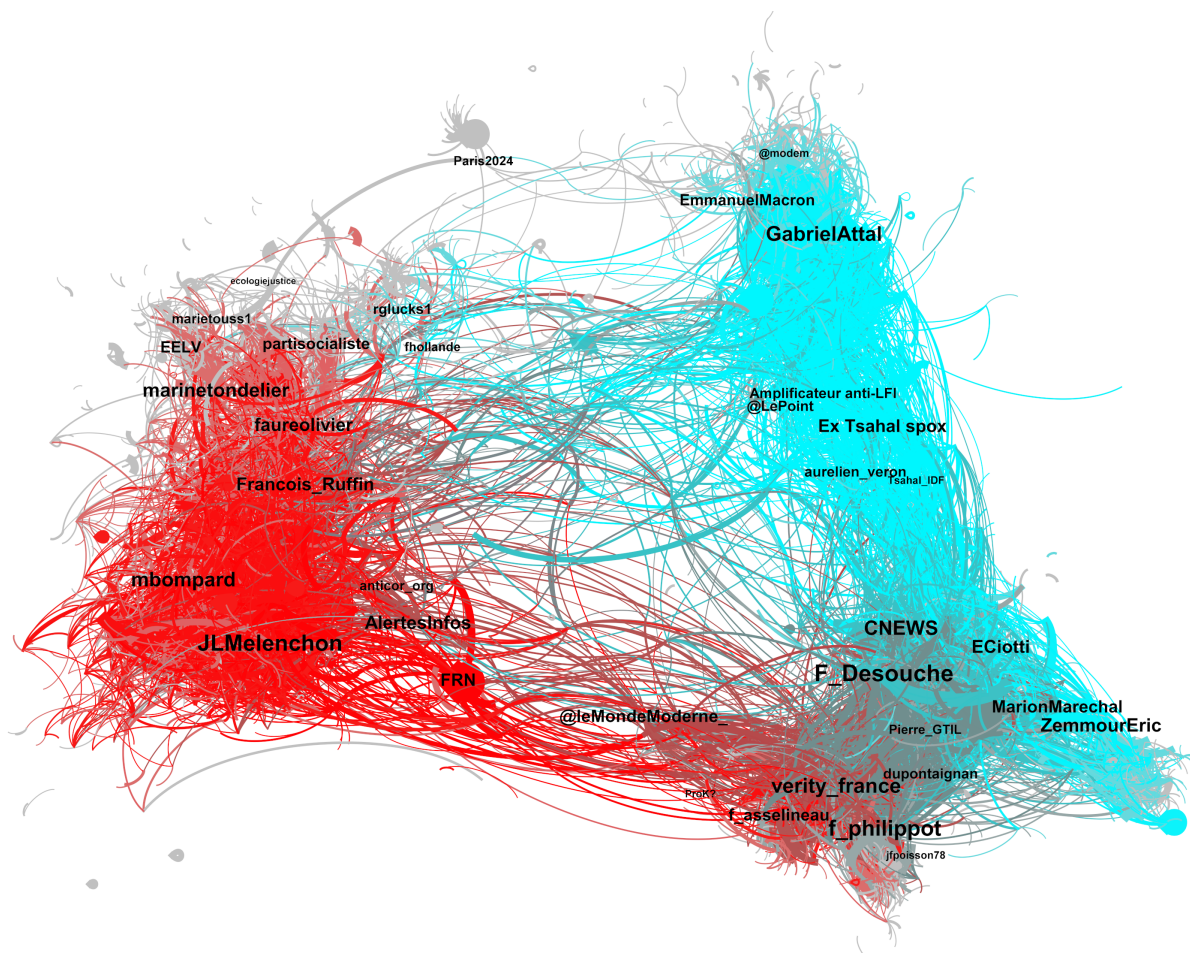 @modem
Paris2024
EmmanuelMacron
GabrielAttal
ecologiejustice
rglucks1
marietouss1
partisocialiste
fhollande
EELV
marinetondelier
Amplificateur anti-LFI
@LePoint
faureolivier
Ex Tsahal spox
aurelien_veron
Tsahal_IDF
Francois_Ruffin
mbompard
anticor_org
AlertesInfos
CNEWS
JLMelenchon
ECiotti
F_Desouche
FRN
MarionMarechal
@leMondeModerne_
ZemmourEric
Pierre_GTIL
dupontaignan
verity_france
ProK?
f_asselineau
f_philippot
jfpoisson78